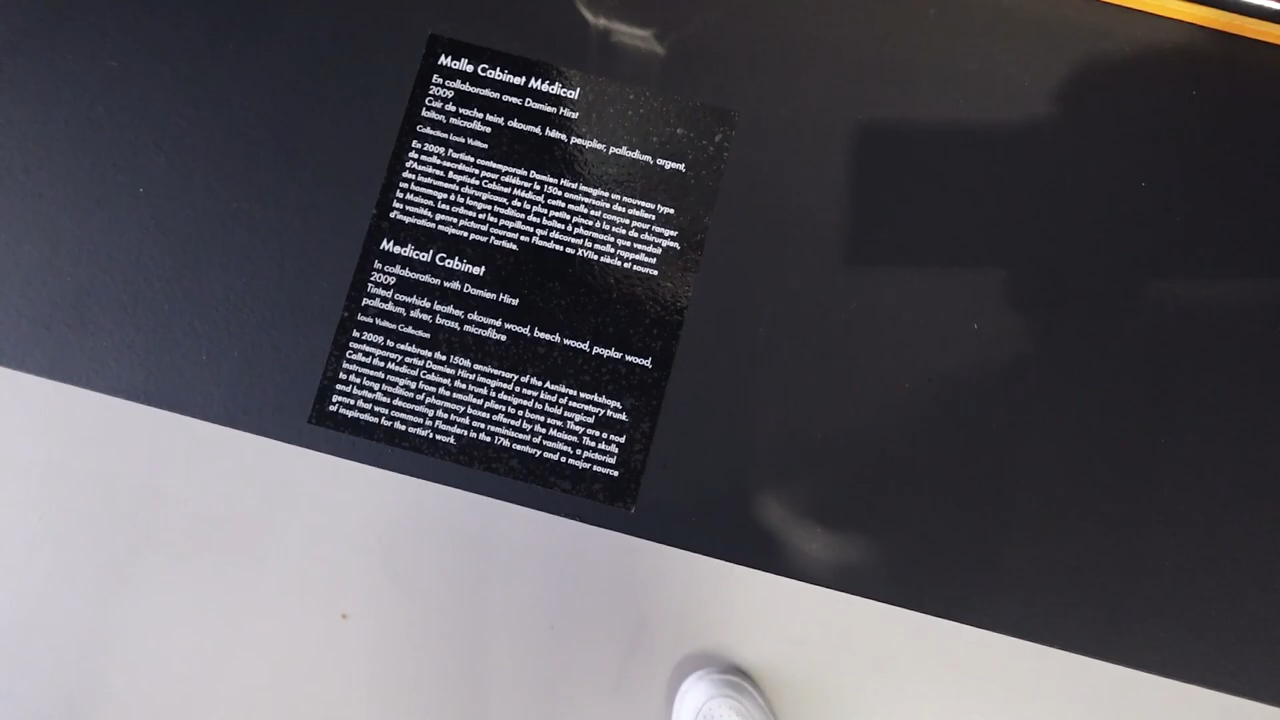 Malle Cabinet Médical
En collaboration avec Damien Hirst
2009
Cuir de vache teint, okoumé, hêtre, peuplier, palladium, argent,
laiton, microfibre
Collection Louis Vuitton
En 2009, l'artiste contemporain Damien Hirst imagine un nouveau type
de malle-secrétaire pour célébrer le 150e anniversaire des ateliers
d'Asnières. Baptisée Cabinet Médical, cette malle est conçue pour ranger
des instruments chirurgicaux, de la plus petite pince à la scie de chirurgien,
un hommage à la longue tradition des boîtes à pharmacie que vendait
la Maison. Les crânes et les papillons qui décorent la malle rappellent
les vanités, genre pictural courant en Flandres au XVIIe siècle et source
d'inspiration majeure pour l'artiste.
Medical Cabinet
In collaboration with Damien Hirst
2009
Tinted cowhide leather, okoumé wood, beech wood, poplar wood,
palladium, silver, brass, microfibre
Louis Vuitton Collection
In 2009, to celebrate the 150th anniversary of the Asnières workshops,
contemporary artist Damien Hirst imagined a new kind of secretary trunk.
Called the Medical Cabinet, the trunk is designed to hold surgical
instruments ranging from the smallest pliers to a bone saw. They are a nod
to the long tradition of pharmacy boxes offered by the Maison. The skulls
and butterflies decorating the trunk are reminiscent of vanities, a pictorial
genre that was common in Flanders in the 17th century and a major source
of inspiration for the artist's work.